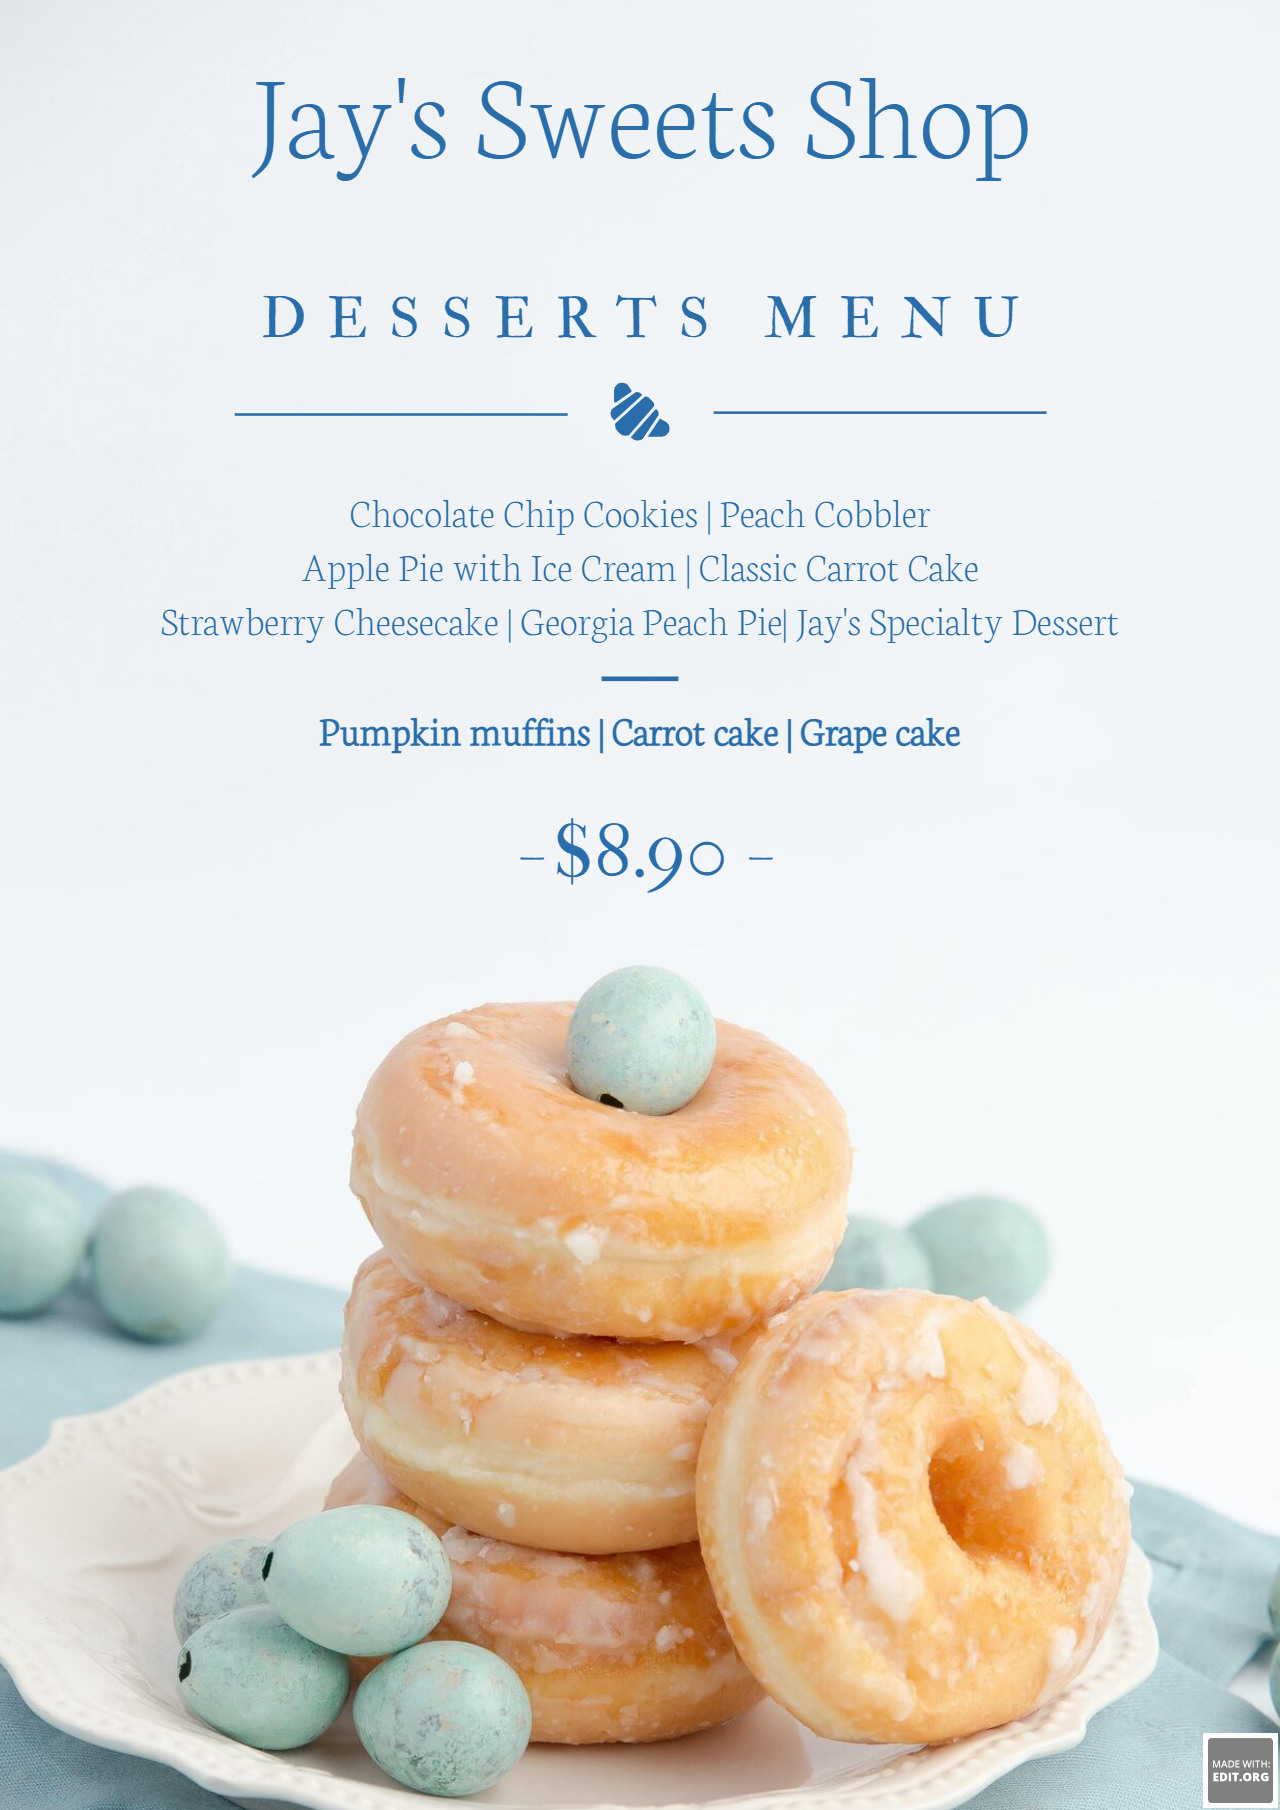 Jay's Sweets Shop
DESSERTS MENU
Chocolate Chip Cookies | Peach Cobbler
Apple Pie with Ice Cream | Classic Carrot Cake
Strawberry Cheesecake | Georgia Peach Pie| Jay's Specialty Dessert
Pumpkin muffins | Carrot cake | Grape cake
– $8.90 –
MADE WITH:
EDIT.ORG